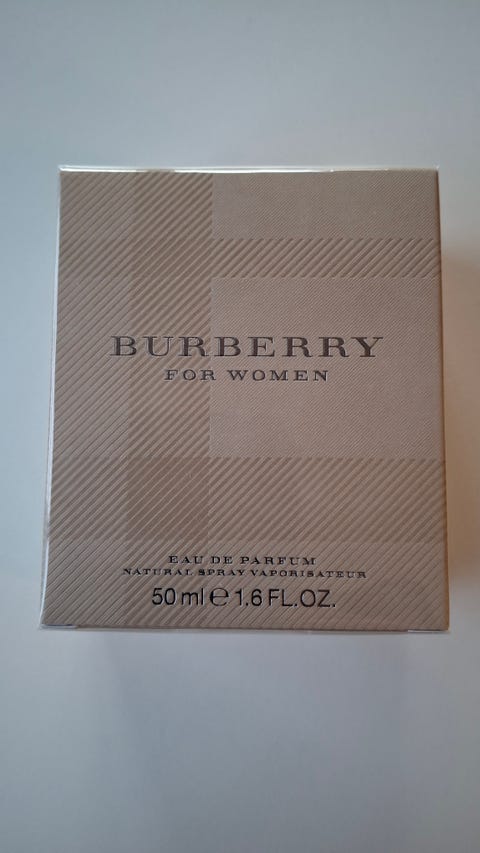 BURBERRY
FOR WOMEN
EAU DE PARFUM
NATURAL SPRAY VAPORISATEUR
50 ml ℮ 1.6 FL.OZ.